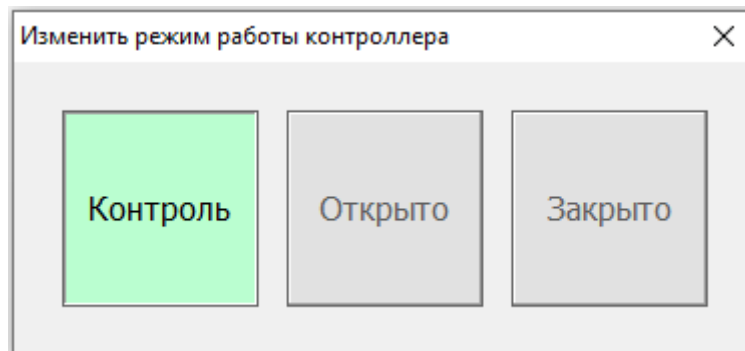 Изменить режим работы контроллера
Контроль Открыто Закрыто